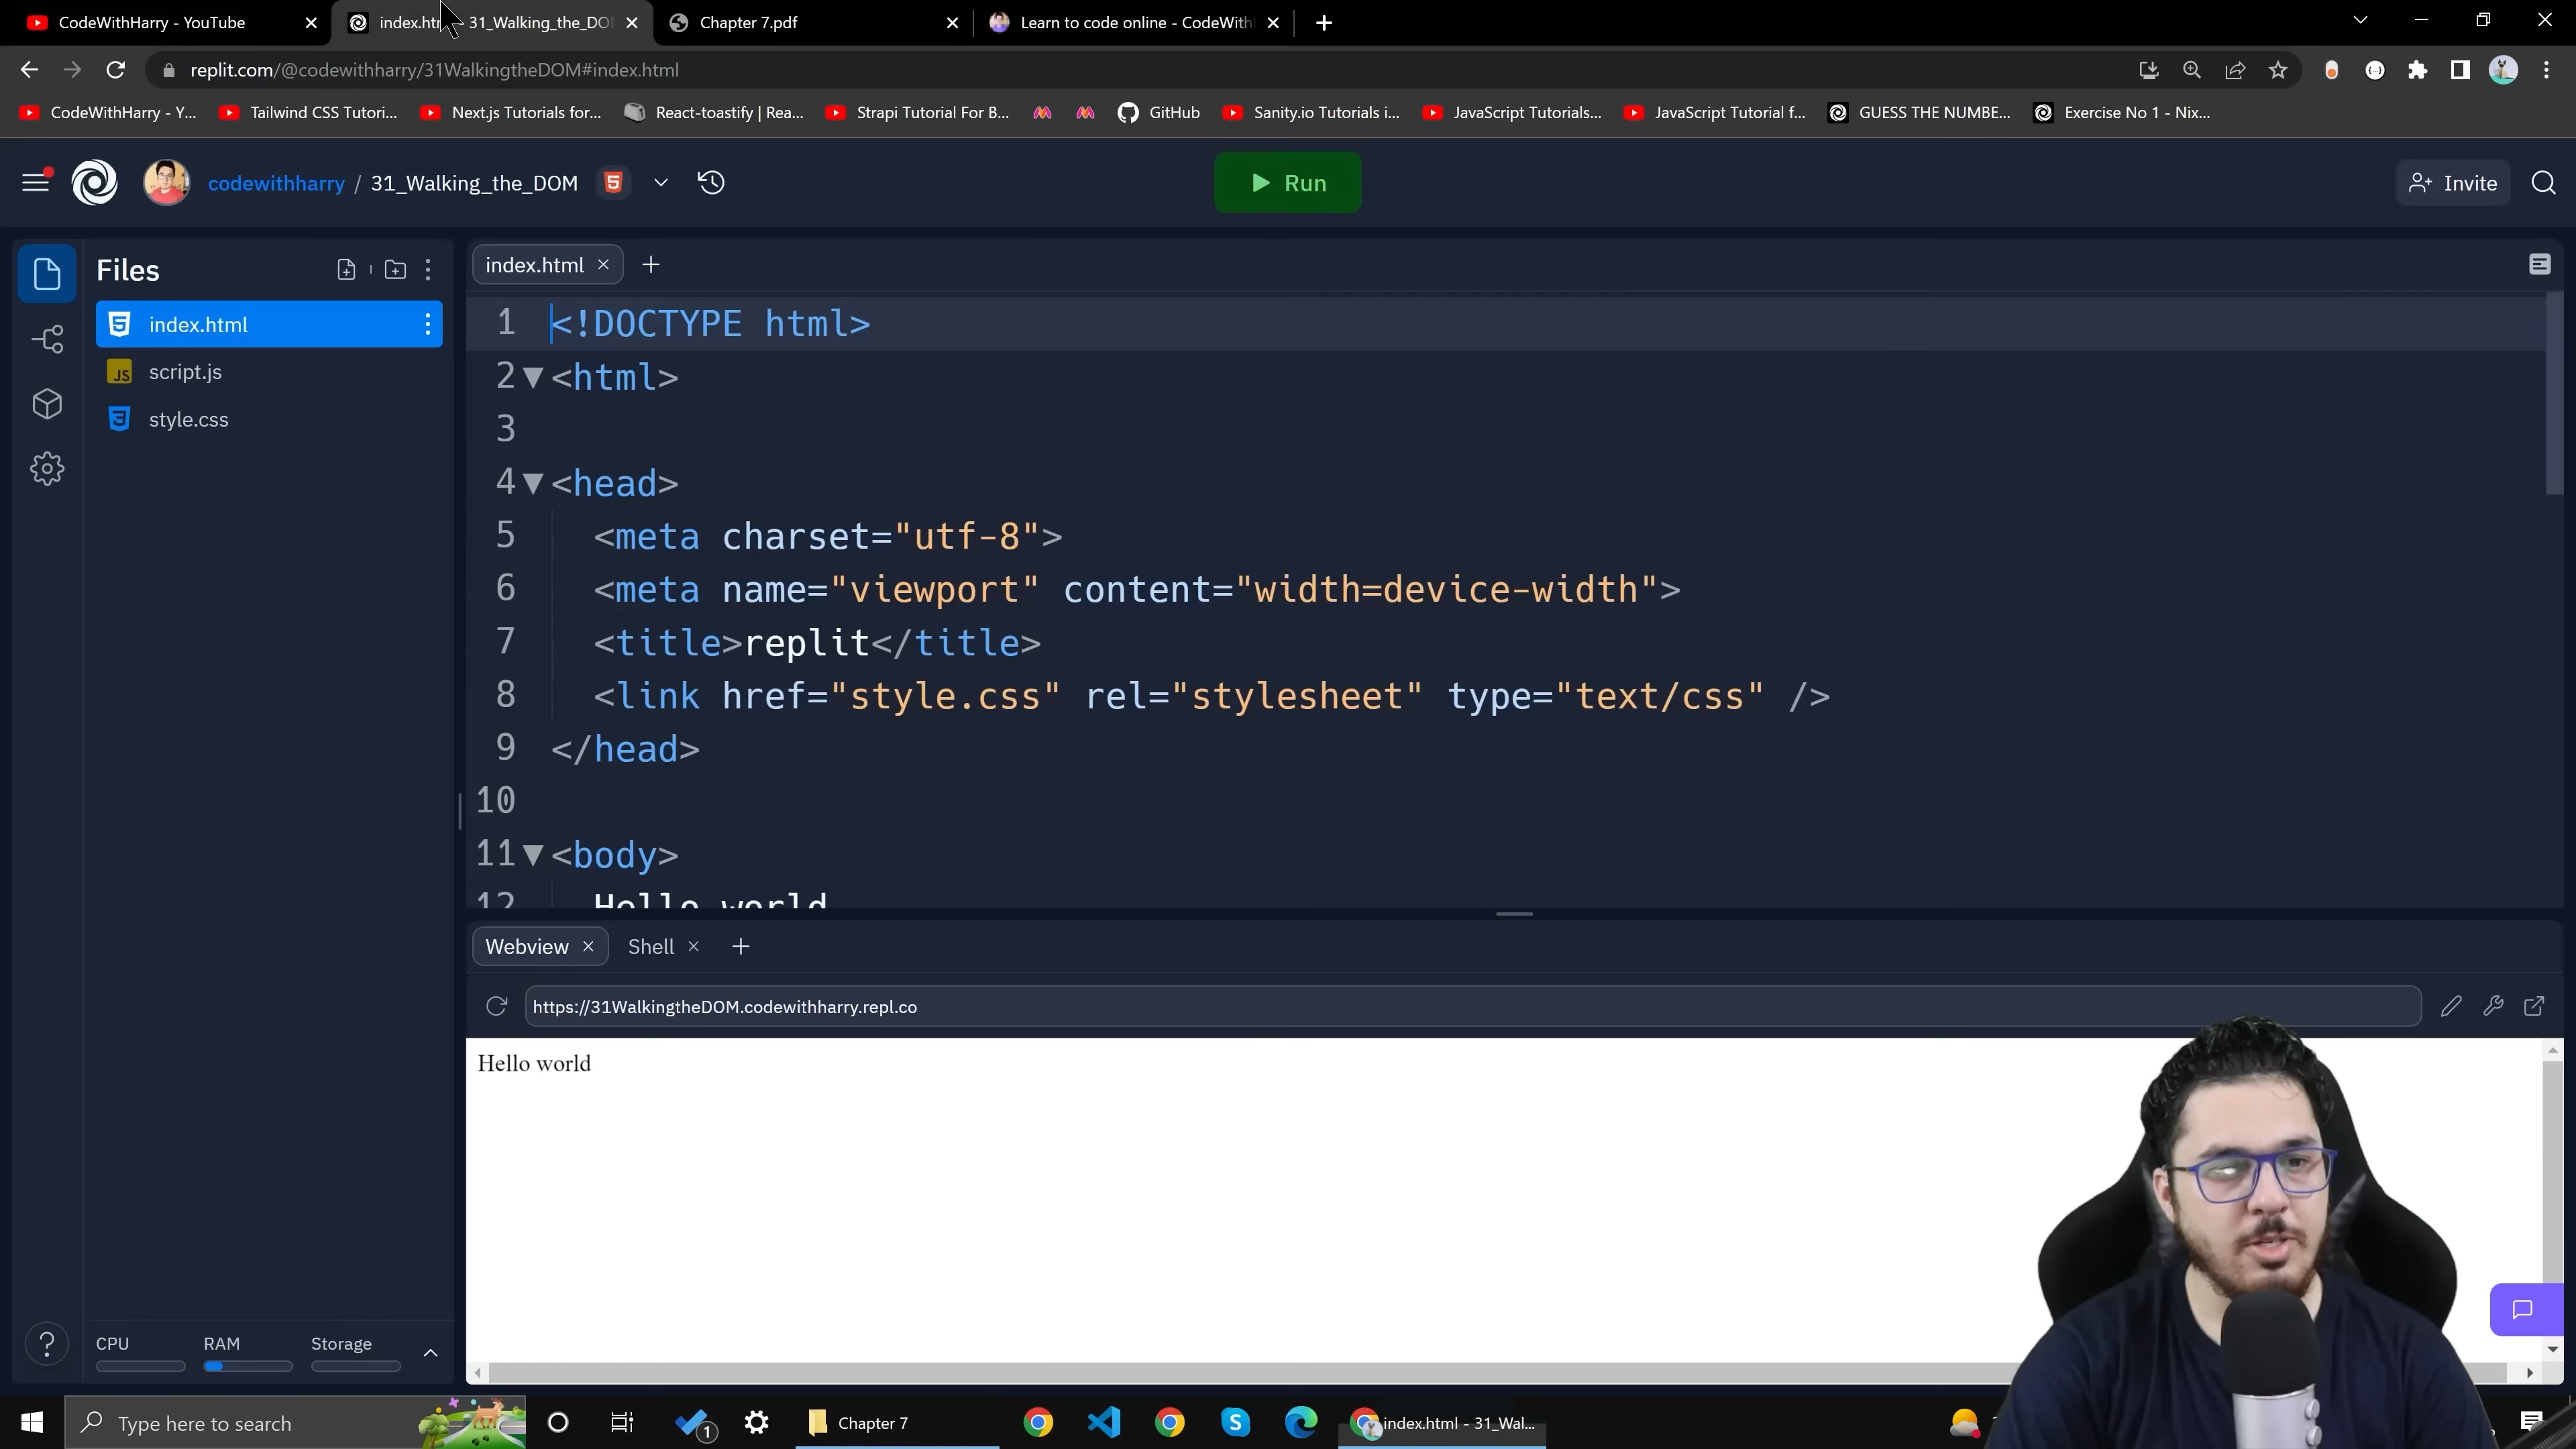 CodeWithHarry - YouTube
index.ht
31_Walking_the_DO
Chapter 7.pdf
Learn to code online - CodeWith
replit.com/@codewithharry/31WalkingtheDOM#index.html
CodeWithHarry - Y...
Tailwind CSS Tutori...
Next.js Tutorials for...
React-toastify | Rea...
Strapi Tutorial For B...
GitHub
Sanity.io Tutorials i...
JavaScript Tutorials...
JavaScript Tutorial f...
GUESS THE NUMBE...
Exercise No 1 - Nix...
codewithharry / 31_Walking_the_DOM
Run
Invite
Files
index.html
script.js
style.css
index.html
1 <!DOCTYPE html>
2 <html>
3
4 <head>
5 <meta charset="utf-8">
6 <meta name="viewport" content="width=device-width">
7 <title>replit</title>
8 <link href="style.css" rel="stylesheet" type="text/css" />
9 </head>
10
11 <body>
12 Hello world
Webview
Shell
https://31WalkingtheDOM.codewithharry.repl.co
Hello world
CPU
RAM
Storage
Type here to search
1
Chapter 7
index.html - 31_Wal...